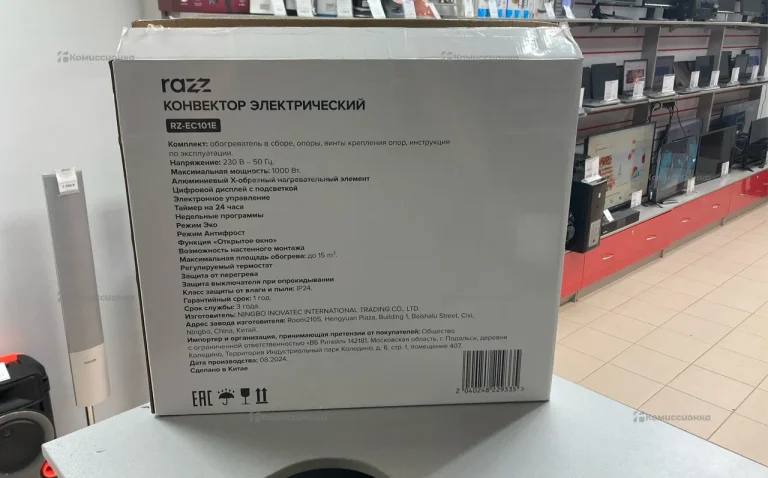 razz
КОНВЕКТОР ЭЛЕКТРИЧЕСКИЙ
RZ-EC101E
Комплект: обогреватель в сборе, опоры, винты крепления опор, инструкция
по эксплуатации.
Напряжение: 230 В – 50 Гц.
Максимальная мощность: 1000 Вт.
Алюминиевый Х-образный нагревательный элемент
Цифровой дисплей с подсветкой
Электронное управление
Таймер на 24 часа
Недельные программы
Режим Эко
Режим Антифрост
Функция «Открытое окно»
Возможность настенного монтажа
Максимальная площадь обогрева: до 15 м².
Регулируемый термостат
Защита от перегрева
Защита выключателя при опрокидывании
Класс защиты от влаги и пыли: IP24.
Гарантийный срок: 1 год.
Срок службы: 3 года.
Изготовитель: NINGBO INOVATEC INTERNATIONAL TRADING CO., LTD.
Адрес завода изготовителя: Room2105, Hengyuan Plaza, Building 1, Beishalu Street, Cixi,
Ningbo, China, Китай.
Импортер и организация, принимающая претензии от покупателей: Общество
с ограниченной ответственностью «ВБ Ритейл» 142181, Московская область, г. Подольск, деревня
Коледино, Территория Индустриальный парк Коледино, д. 6, стр. 1, помещение 407.
Дата производства: 08.2024.
Сделано в Китае
EAC
2 040248 229335 >
Комиссионка
Комиссионка
Комиссионка
Комиссионка